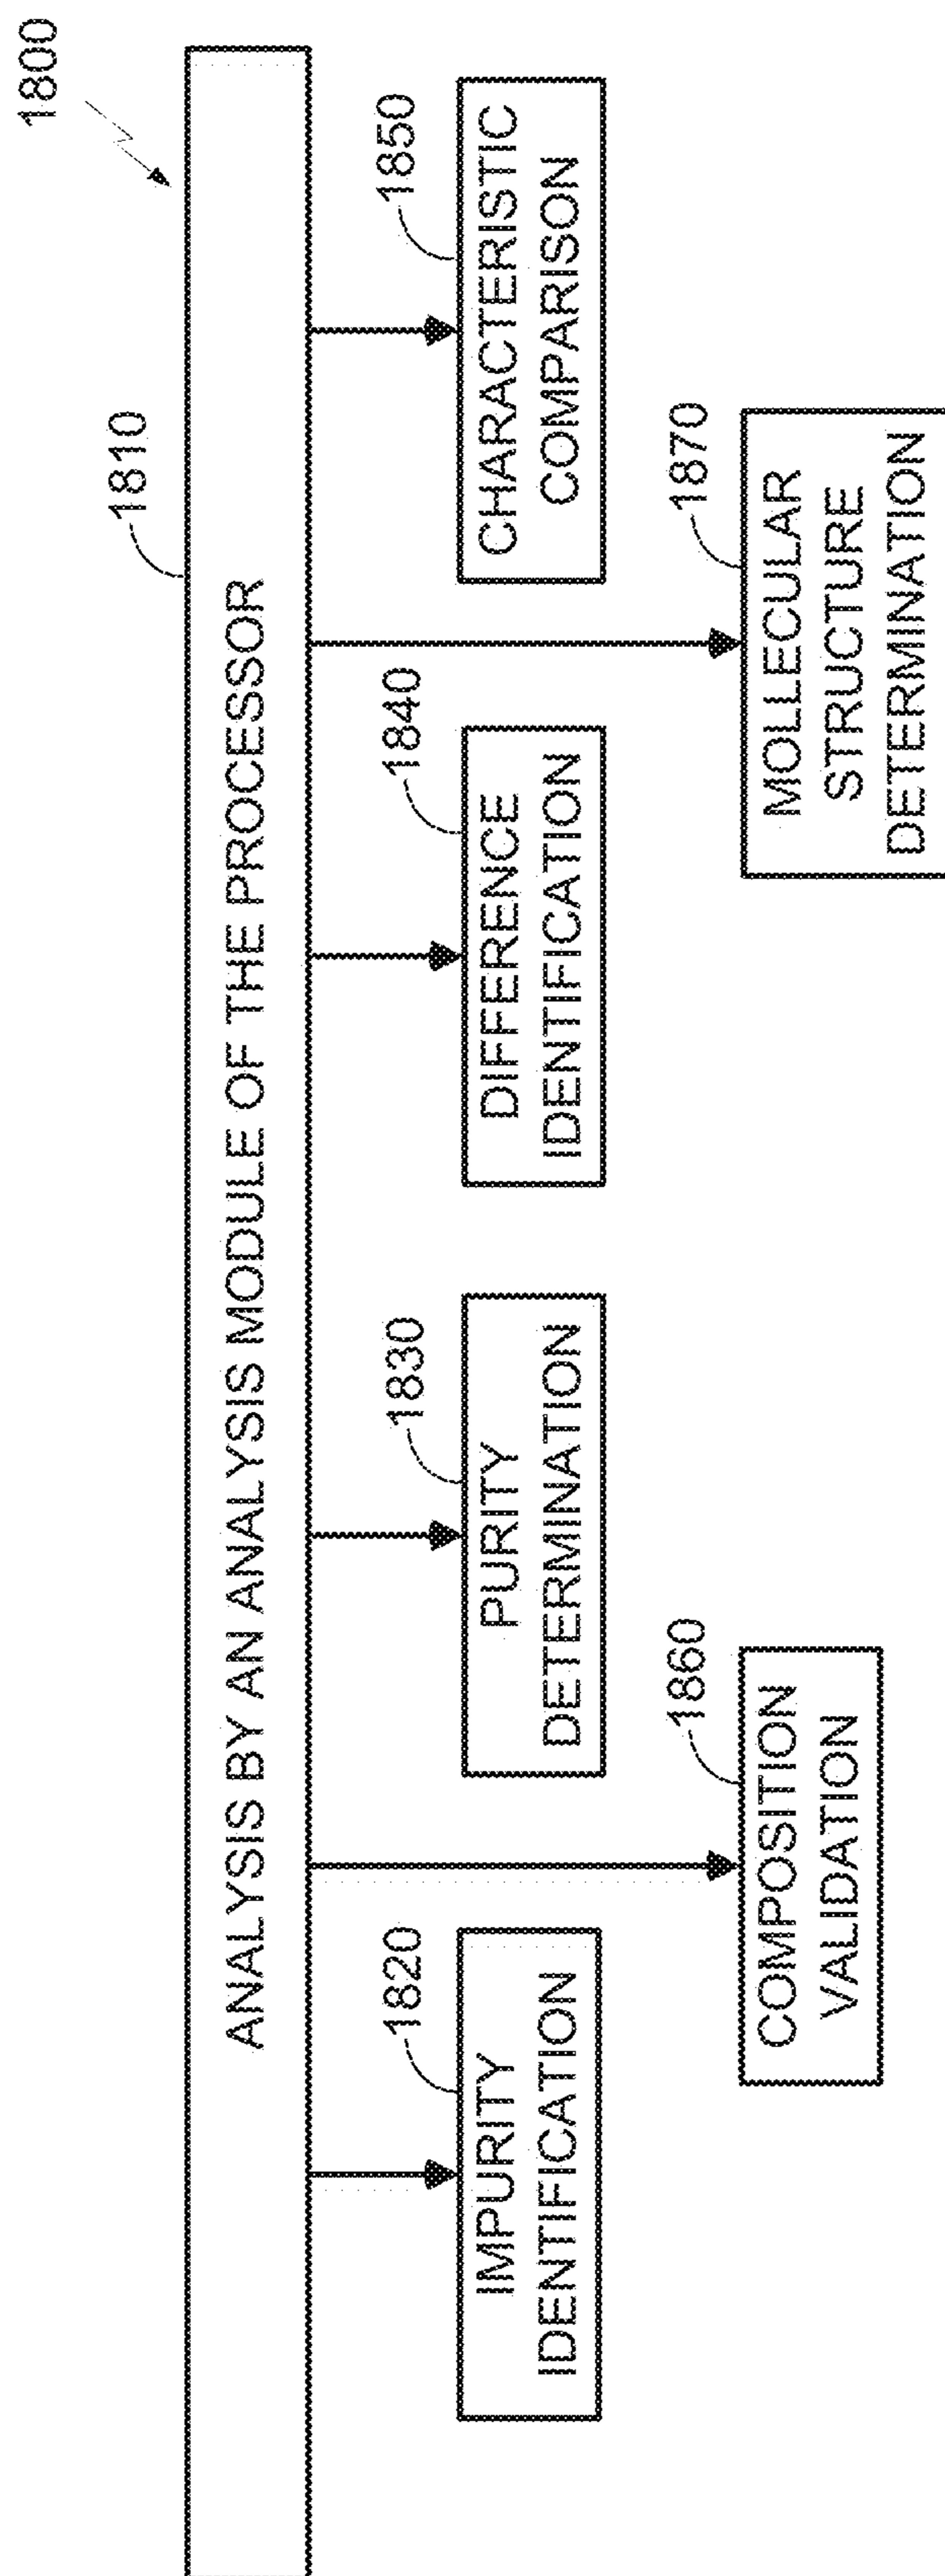 1800
1810
ANALYSIS BY AN ANALYSIS MODULE OF THE PROCESSOR
1820
IMPURITY
IDENTIFICATION
1830
PURITY
DETERMINATION
1840
DIFFERENCE
IDENTIFICATION
1850
CHARACTERISTIC
COMPARISON
1860
COMPOSITION
VALIDATION
1870
MOLLECULAR
STRUCTURE
DETERMINATION